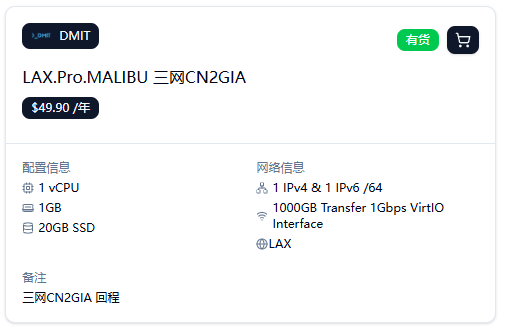 DMIT DMIT
有货
LAX.Pro.MALIBU 三网CN2GIA
$49.90 /年
配置信息
1 vCPU
1GB
20GB SSD
网络信息
1 IPv4 & 1 IPv6 /64
1000GB Transfer 1Gbps VirtIO
Interface
LAX
备注
三网CN2GIA 回程